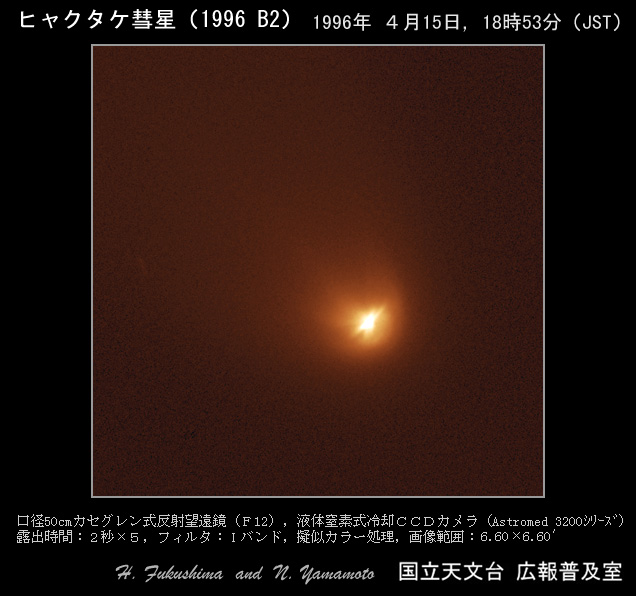 ヒャクタケ彗星（1996 B2） 1996年 ４月15日，18時53分（JST）
口径50cmカセグレン式反射望遠鏡（Ｆ12），液体窒素式冷却ＣＣＤカメラ（Astromed 3200ｼﾘｰｽﾞ）
露出時間：２秒×５，フィルタ：Ｉバンド，擬似カラー処理，画像範囲：6.60×6.60′
H. Fukushima and N. Yamamoto 国立天文台 広報普及室